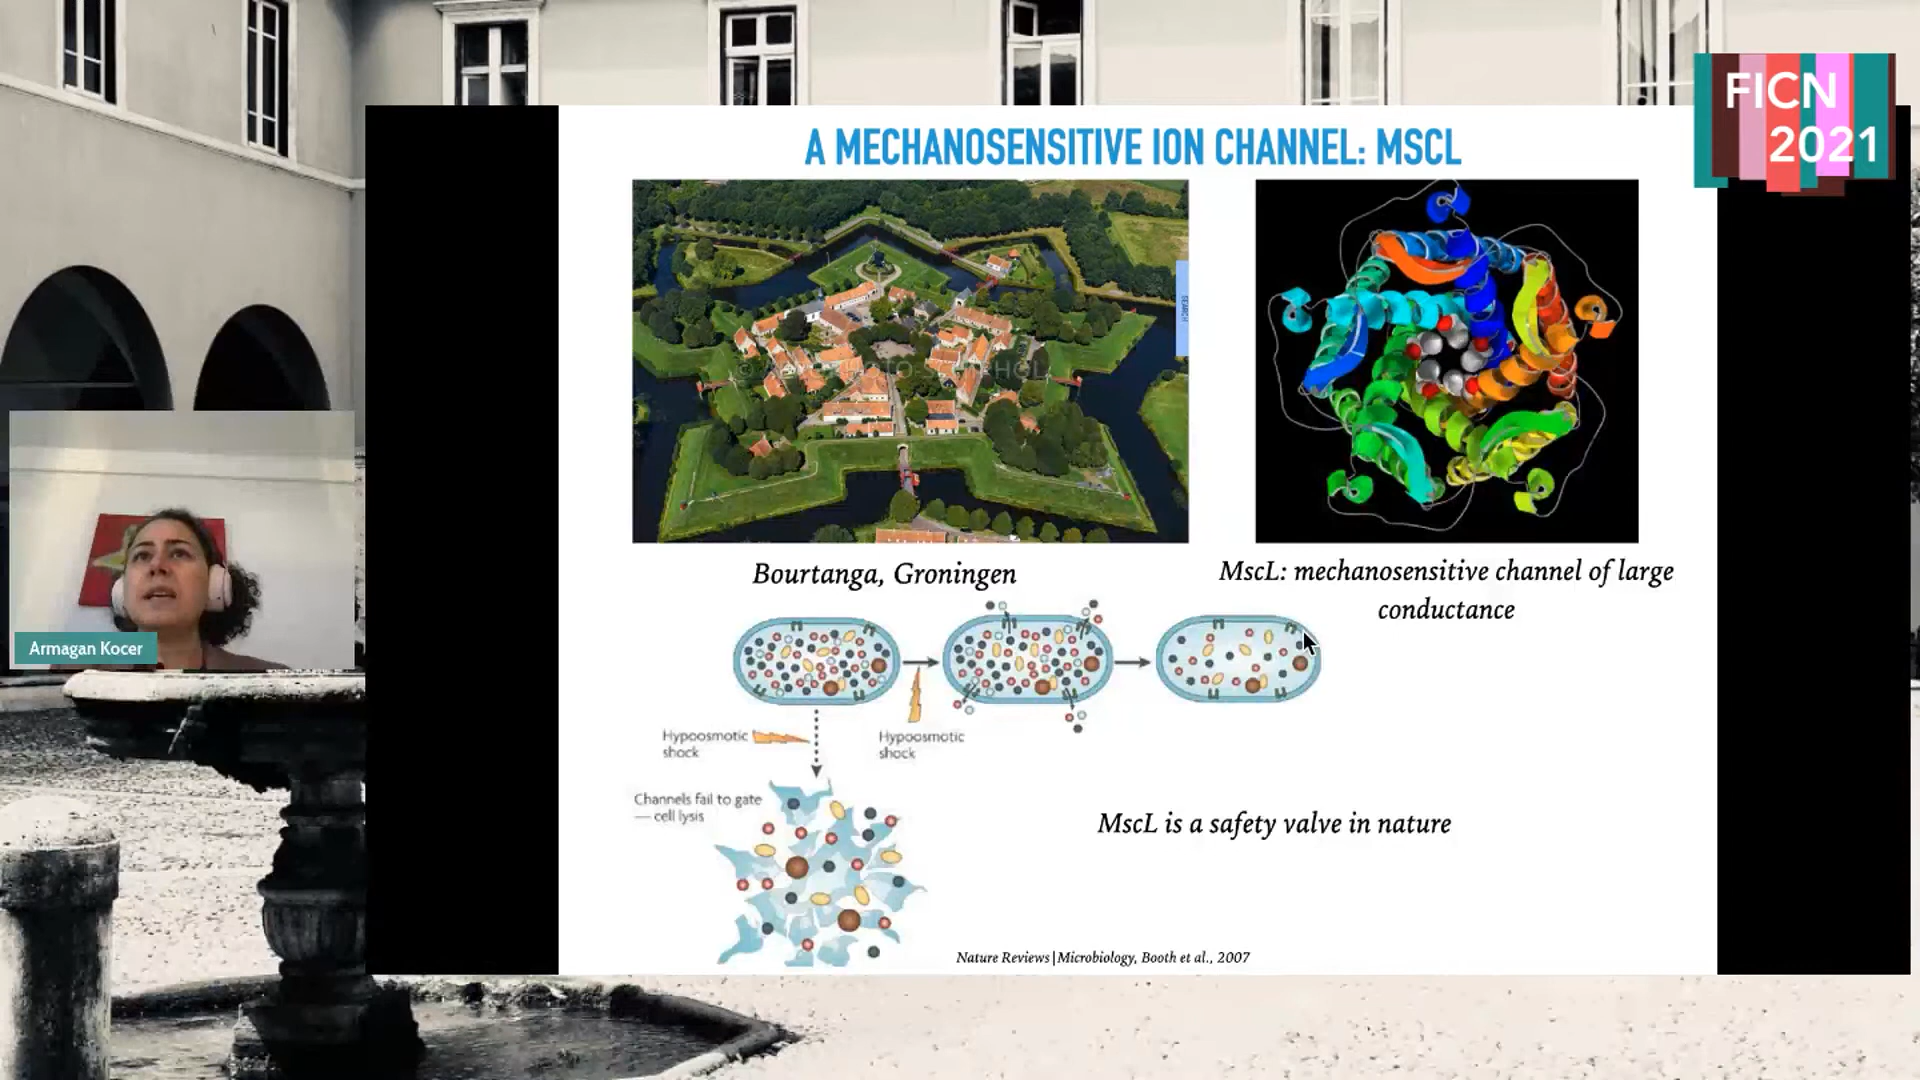 FICN
2021
A MECHANOSENSITIVE ION CHANNEL: MSCL
SEARCH
Bourtanga, Groningen
MscL: mechanosensitive channel of large
conductance
Armagan Kocer
Hypoosmotic
shock
Hypoosmotic
shock
Channels fail to gate
— cell lysis
MscL is a safety valve in nature
Nature Reviews|Microbiology, Booth et al., 2007